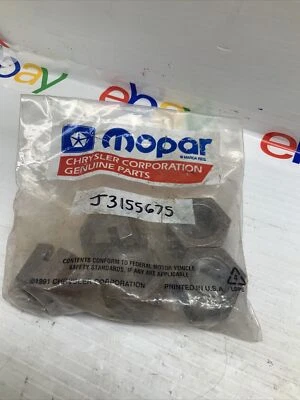 ebay
ebay
ebay
mopar
® MARCA REG.
CHRYSLER CORPORATION
GENUINE PARTS
J3155675
CONTENTS CONFORM TO FEDERAL MOTOR VEHICLE
SAFETY STANDARDS, IF ANY ARE APPLICABLE
©1991 CHRYSLER CORPORATION
PRINTED IN U.S.A.
4
LDPE